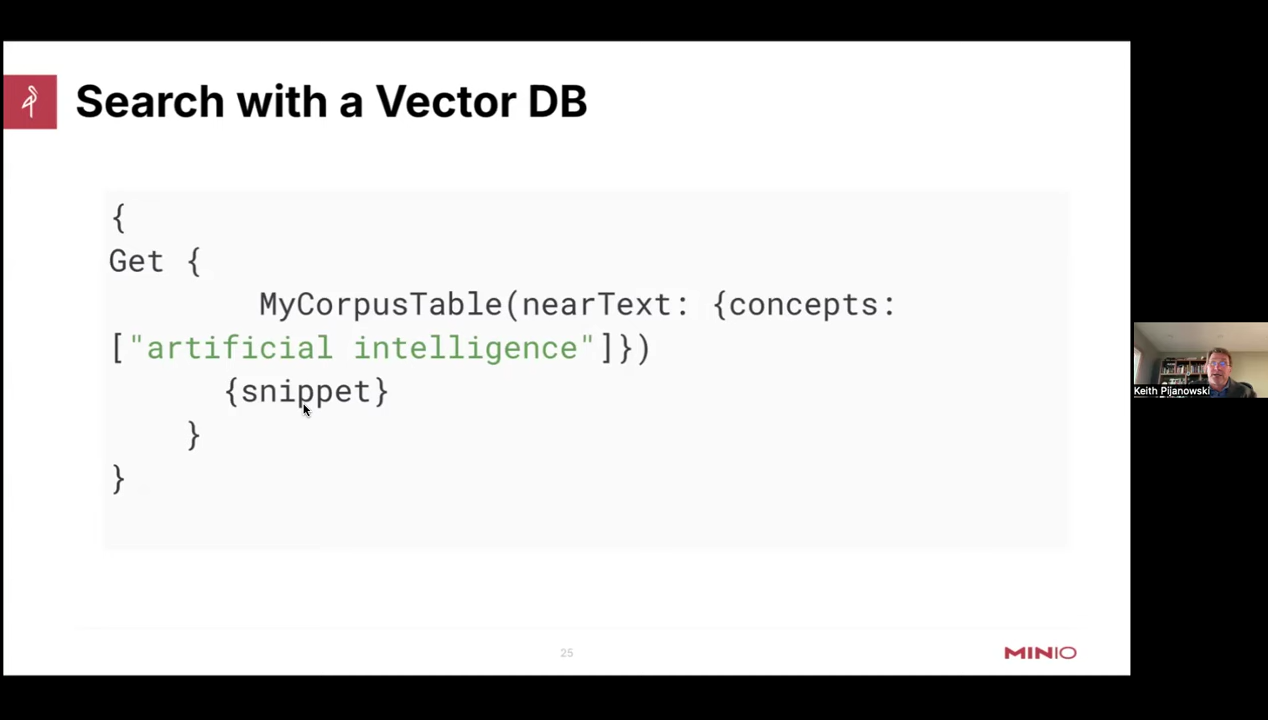 Search with a Vector DB
{
Get {
MyCorpusTable(nearText: {concepts:
["artificial intelligence"]})
{snippet}
}
}
25
MINIO
Keith Pijanowski